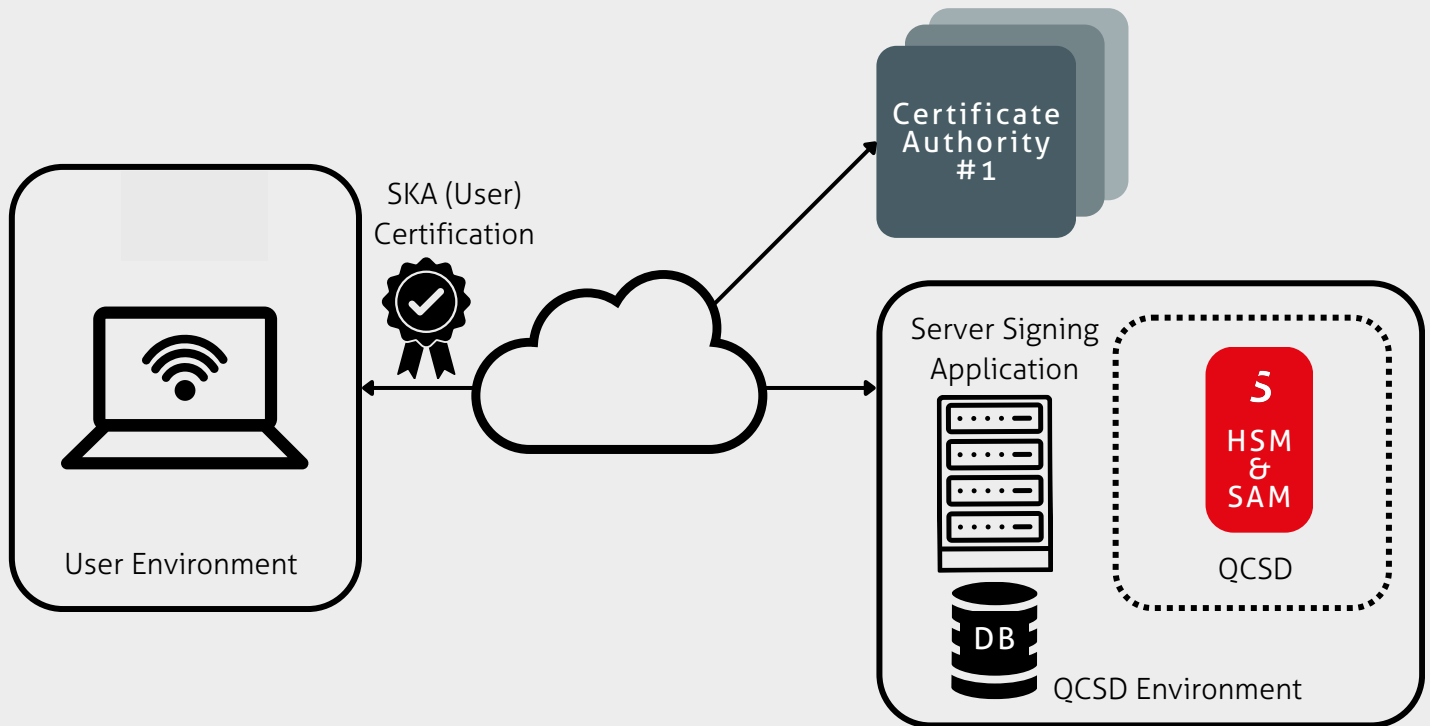 Certificate
Authority
#1
SKA (User)
Certification
User Environment
Server Signing
Application
DB
S
HSM
&
SAM
QCSD
QCSD Environment